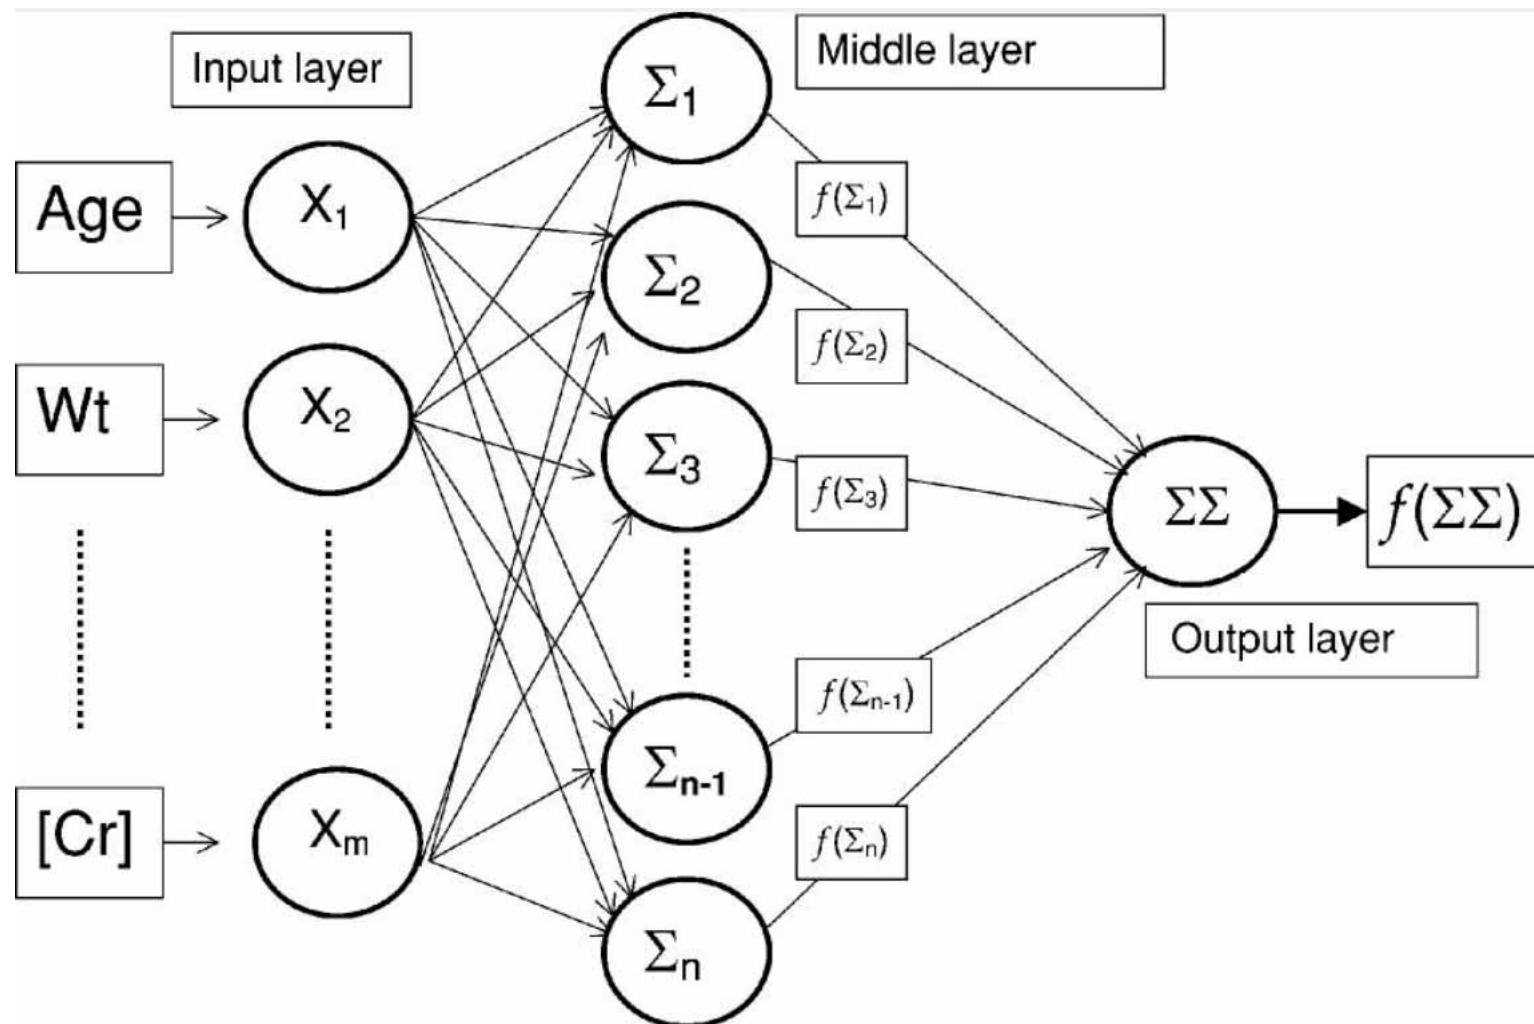 Input layer
Middle layer
Age
X₁
Σ₁
f(Σ₁)
Wt
X₂
Σ₂
f(Σ₂)
Σ₃
f(Σ₃)
ΣΣ
f(ΣΣ)
Output layer
[Cr]
Xₘ
Σn-1
f(Σn-1)
Σn
f(Σn)